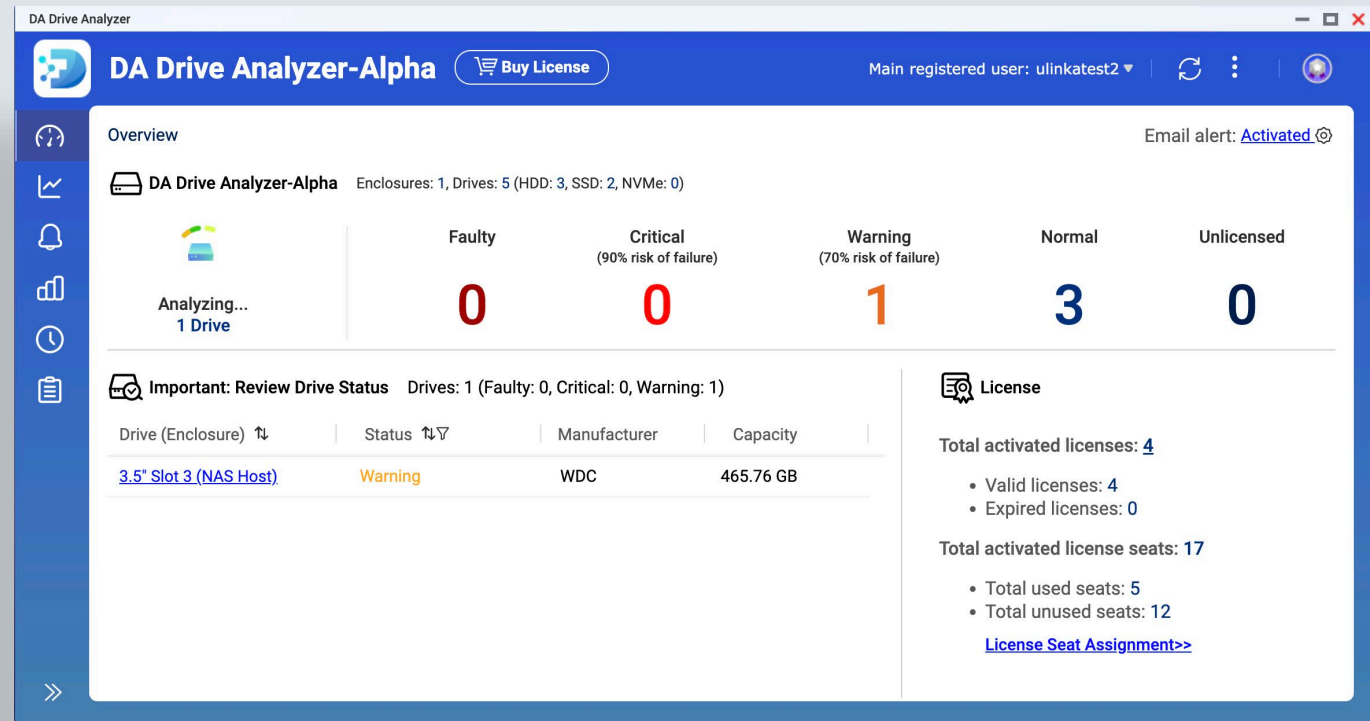 DA Drive Analyzer
DA Drive Analyzer-Alpha
Buy License
Main registered user: ulinkatest2
Overview
Email alert: Activated
DA Drive Analyzer-Alpha Enclosures: 1, Drives: 5 (HDD: 3, SSD: 2, NVMe: 0)
Analyzing...
1 Drive
Faulty
0
Critical
(90% risk of failure)
0
Warning
(70% risk of failure)
1
Normal
3
Unlicensed
0
Important: Review Drive Status Drives: 1 (Faulty: 0, Critical: 0, Warning: 1)
Drive (Enclosure) Status Manufacturer Capacity
3.5" Slot 3 (NAS Host) Warning WDC 465.76 GB
License
Total activated licenses: 4
• Valid licenses: 4
• Expired licenses: 0
Total activated license seats: 17
• Total used seats: 5
• Total unused seats: 12
License Seat Assignment>>